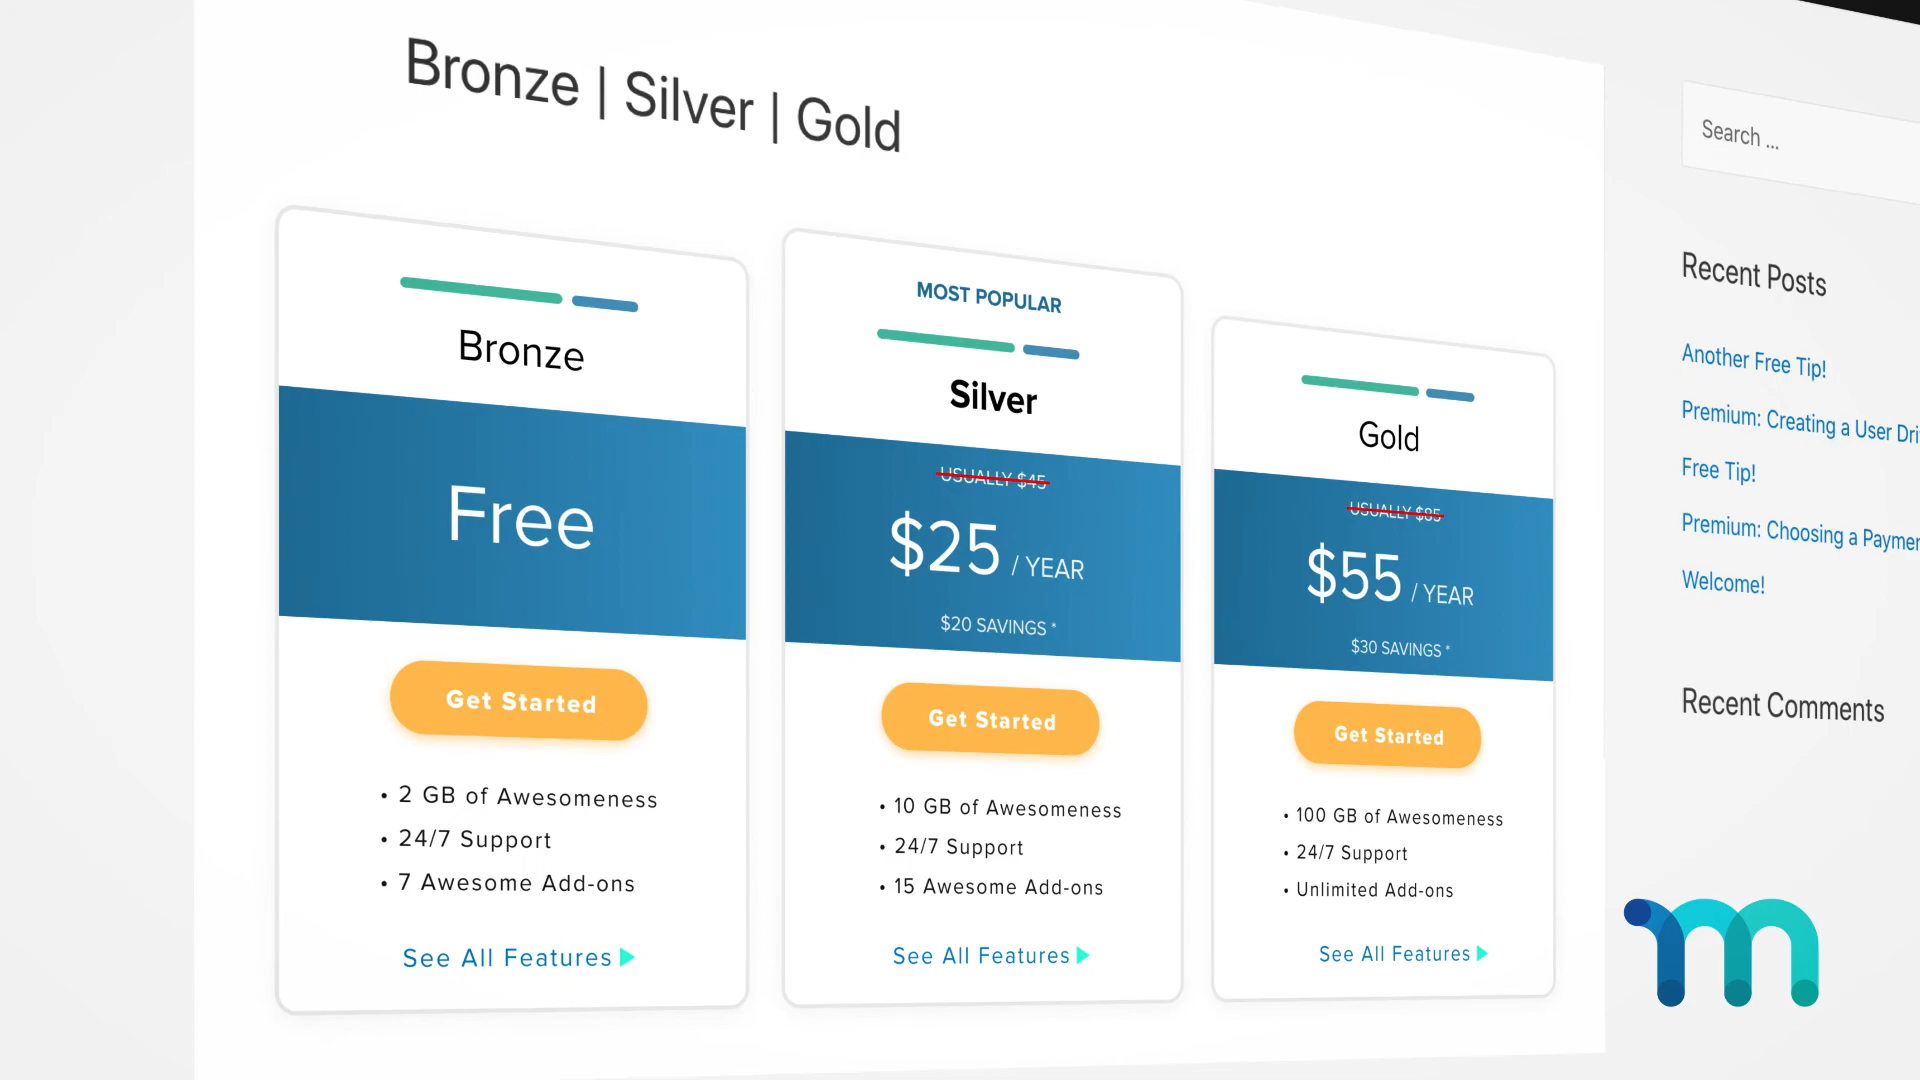 Bronze | Silver | Gold
Bronze
Free
Get Started
• 2 GB of Awesomeness
• 24/7 Support
• 7 Awesome Add-ons
See All Features
MOST POPULAR
Silver
USUALLY $45
$25 / YEAR
$20 SAVINGS *
Get Started
• 10 GB of Awesomeness
• 24/7 Support
• 15 Awesome Add-ons
See All Features
Gold
USUALLY $85
$55 / YEAR
$30 SAVINGS *
Get Started
• 100 GB of Awesomeness
• 24/7 Support
• Unlimited Add-ons
See All Features
Search ...
Recent Posts
Another Free Tip!
Premium: Creating a User Dri
Free Tip!
Premium: Choosing a Paymen
Welcome!
Recent Comments
m